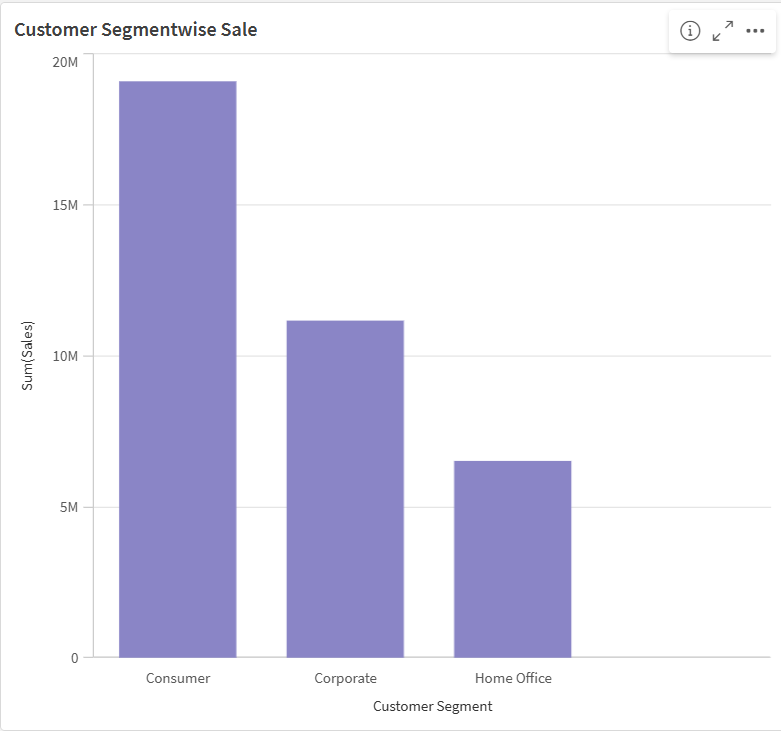 Customer Segmentwise Sale
20M
15M
10M
5M
0
Sum(Sales)
Consumer
Corporate
Home Office
Customer Segment